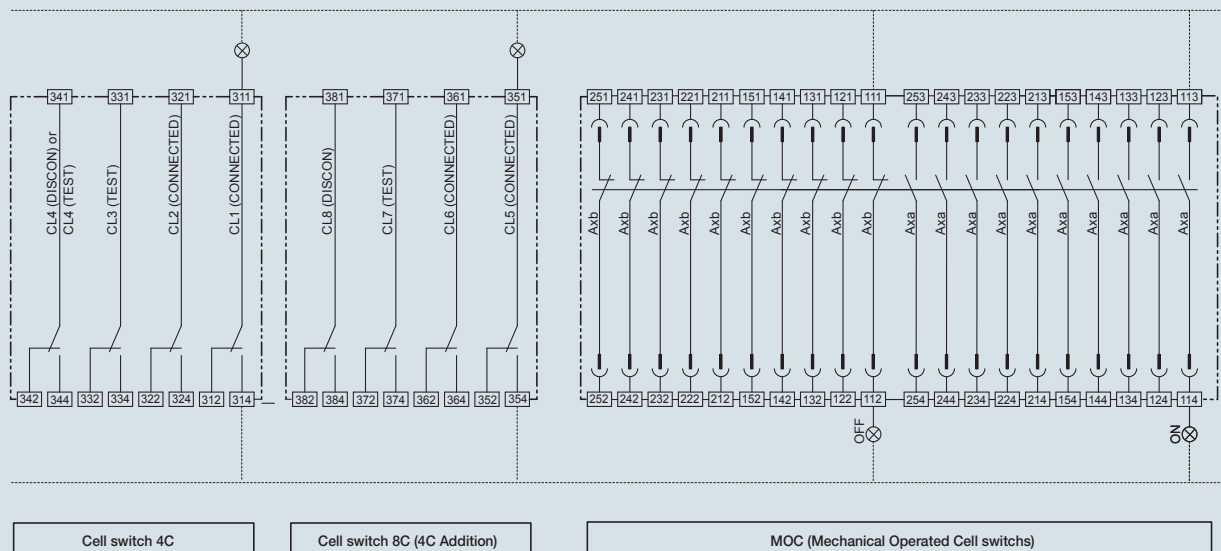 341 331 321 311 381 371 361 351 251 241 231 221 211 151 141 131 121 111 253 243 233 223 213 153 143 133 123 113
CL4 (DISCON) or
CL4 (TEST)
CL3 (TEST)
CL2 (CONNECTED)
CL1 (CONNECTED)
CL8 (DISCON)
CL7 (TEST)
CL6 (CONNECTED)
CL5 (CONNECTED)
Axb Axb Axb Axb Axb Axb Axb Axb Axb Axb Axa Axa Axa Axa Axa Axa Axa Axa Axa Axa
342 344 332 334 322 324 312 314 382 384 372 374 362 364 352 354 252 242 232 222 212 152 142 132 122 112 254 244 234 224 214 154 144 134 124 114
OFF
ON
Cell switch 4C
Cell switch 8C (4C Addition)
MOC (Mechanical Operated Cell switchs)